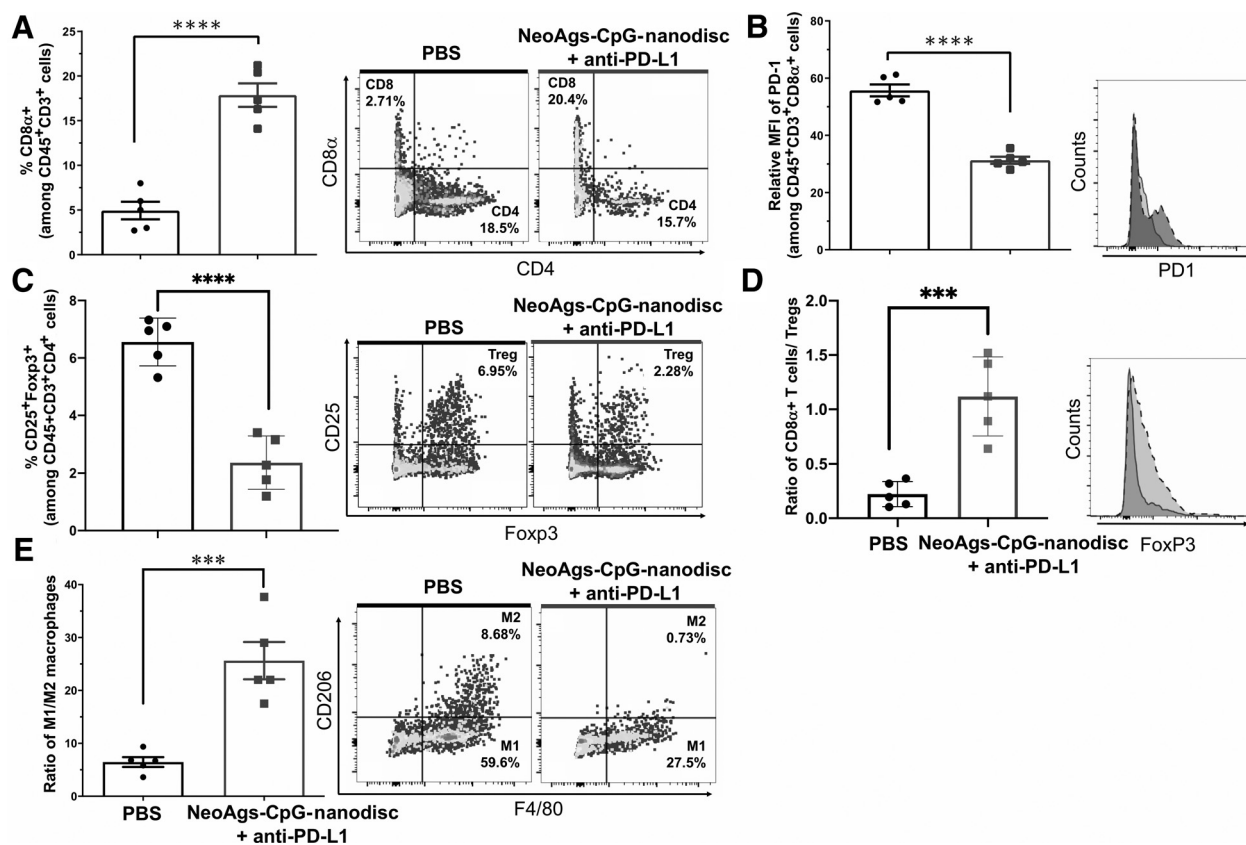 A
% CD8α+
(among CD45+CD3+ cells)
25
20
15
10
5
0
****
PBS
NeoAgs-CpG-nanodisc
+ anti-PD-L1
CD8
2.71%
CD4
18.5%
CD8
20.4%
CD4
15.7%
CD8α
CD4
B
Relative MFI of PD-1
(among CD45+CD3+CD8α+ cells)
80
60
40
20
0
****
Counts
PD1
C
% CD25+Foxp3+
(among CD45+CD3+CD4+ cells)
8
6
4
2
0
****
PBS
NeoAgs-CpG-nanodisc
+ anti-PD-L1
Treg
6.95%
Treg
2.28%
CD25
Foxp3
D
Ratio of CD8α+ T cells/ Tregs
2.0
1.5
1.0
0.5
0.0
***
PBS
NeoAgs-CpG-nanodisc
+ anti-PD-L1
Counts
FoxP3
E
Ratio of M1/M2 macrophages
40
30
20
10
0
***
PBS
NeoAgs-CpG-nanodisc
+ anti-PD-L1
PBS
NeoAgs-CpG-nanodisc
+ anti-PD-L1
M2
8.68%
M1
59.6%
M2
0.73%
M1
27.5%
CD206
F4/80